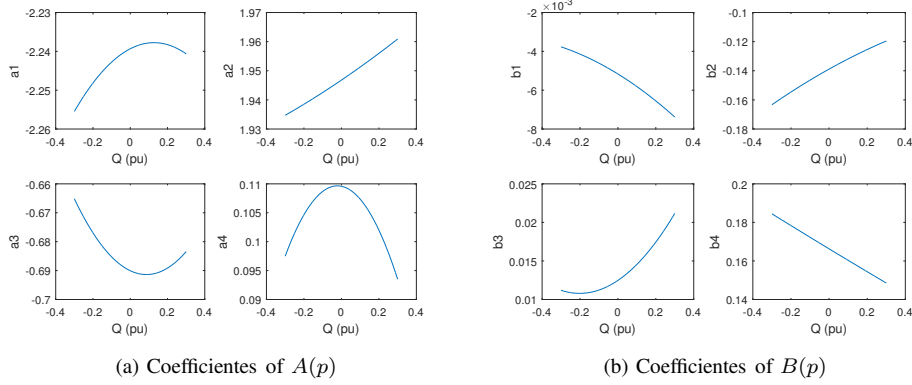 -2.23
-2.24
-2.25
-2.26
a1
-0.4 -0.2 0 0.2 0.4
Q (pu)
1.97
1.96
1.95
1.94
1.93
a2
-0.4 -0.2 0 0.2 0.4
Q (pu)
-0.66
-0.67
-0.68
-0.69
-0.7
a3
-0.4 -0.2 0 0.2 0.4
Q (pu)
0.11
0.105
0.1
0.095
0.09
a4
-0.4 -0.2 0 0.2 0.4
Q (pu)
(a) Coefficientes of A(p)
×10-3
-2
-4
-6
-8
b1
-0.4 -0.2 0 0.2 0.4
Q (pu)
-0.1
-0.12
-0.14
-0.16
-0.18
b2
-0.4 -0.2 0 0.2 0.4
Q (pu)
0.025
0.02
0.015
0.01
b3
-0.4 -0.2 0 0.2 0.4
Q (pu)
0.2
0.18
0.16
0.14
b4
-0.4 -0.2 0 0.2 0.4
Q (pu)
(b) Coefficientes of B(p)